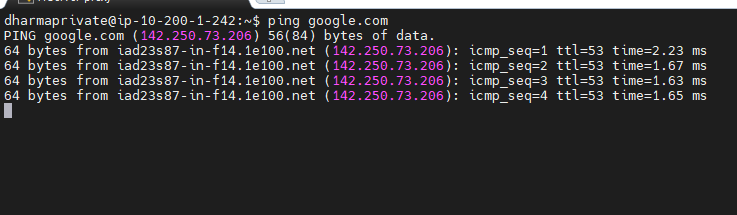 dharmaprivate@ip-10-200-1-242:~$ ping google.com
PING google.com (142.250.73.206) 56(84) bytes of data.
64 bytes from iad23s87-in-f14.1e100.net (142.250.73.206): icmp_seq=1 ttl=53 time=2.23 ms
64 bytes from iad23s87-in-f14.1e100.net (142.250.73.206): icmp_seq=2 ttl=53 time=1.67 ms
64 bytes from iad23s87-in-f14.1e100.net (142.250.73.206): icmp_seq=3 ttl=53 time=1.63 ms
64 bytes from iad23s87-in-f14.1e100.net (142.250.73.206): icmp_seq=4 ttl=53 time=1.65 ms